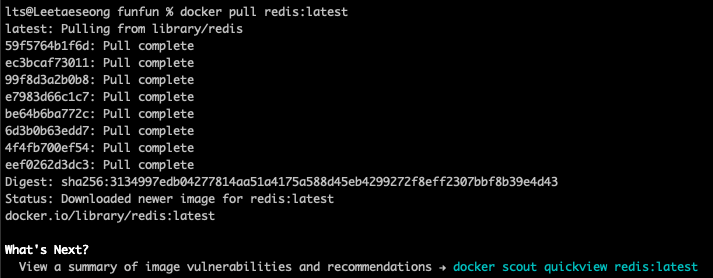 lts@Leetaeseong funfun % docker pull redis:latest
latest: Pulling from library/redis
59f5764b1f6d: Pull complete
ec3bcaf73011: Pull complete
99f8d3a2b0b8: Pull complete
e7983d66c1c7: Pull complete
be64b6ba772c: Pull complete
6d3b0b63edd7: Pull complete
4f4fb700ef54: Pull complete
eef0262d3dc3: Pull complete
Digest: sha256:3134997edb04277814aa51a4175a588d45eb4299272f8eff2307bbf8b39e4d43
Status: Downloaded newer image for redis:latest
docker.io/library/redis:latest
What's Next?
View a summary of image vulnerabilities and recommendations → docker scout quickview redis:latest